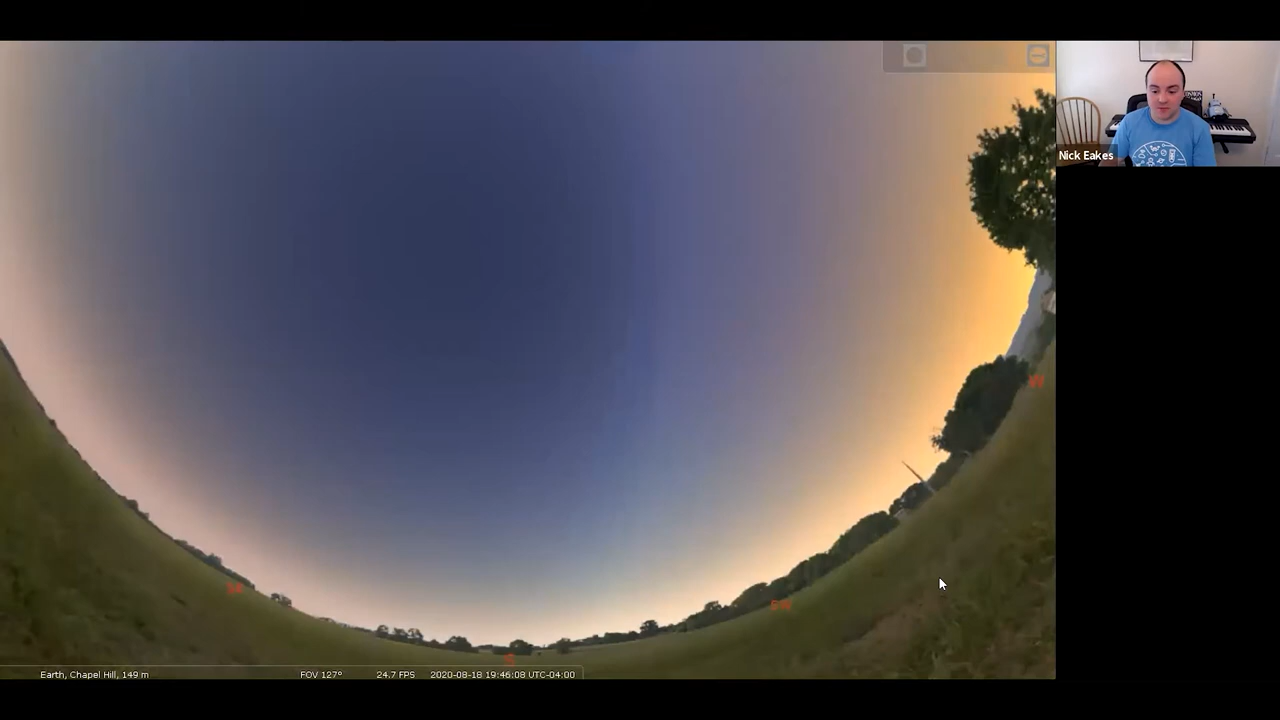 Nick Eakes
W
SW
S
Earth, Chapel Hill, 149 m
FOV 127°
24.7 FPS
2020-08-18 19:46:08 UTC-04:00